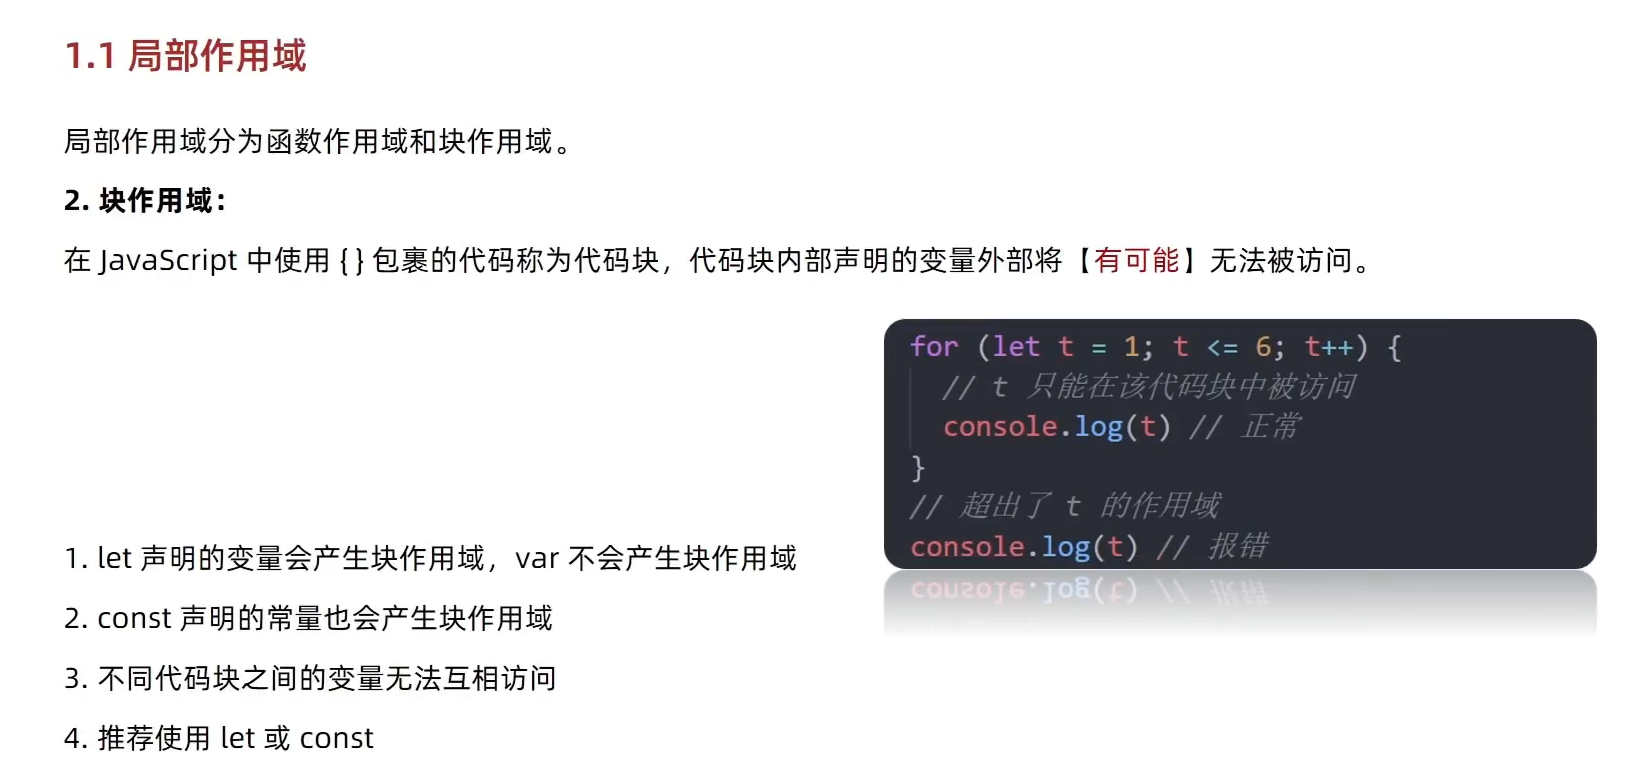 1.1 局部作用域
局部作用域分为函数作用域和块作用域。
2. 块作用域：
在 JavaScript 中使用 { } 包裹的代码称为代码块，代码块内部声明的变量外部将【有可能】无法被访问。
for (let t = 1; t <= 6; t++) {
// t 只能在该代码块中被访问
console.log(t) // 正常
}
// 超出了 t 的作用域
console.log(t) // 报错
1. let 声明的变量会产生块作用域，var 不会产生块作用域
2. const 声明的常量也会产生块作用域
3. 不同代码块之间的变量无法互相访问
4. 推荐使用 let 或 const